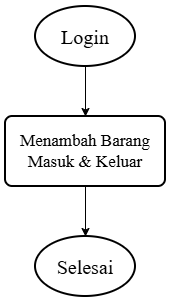 Login
Menambah Barang
Masuk & Keluar
Selesai